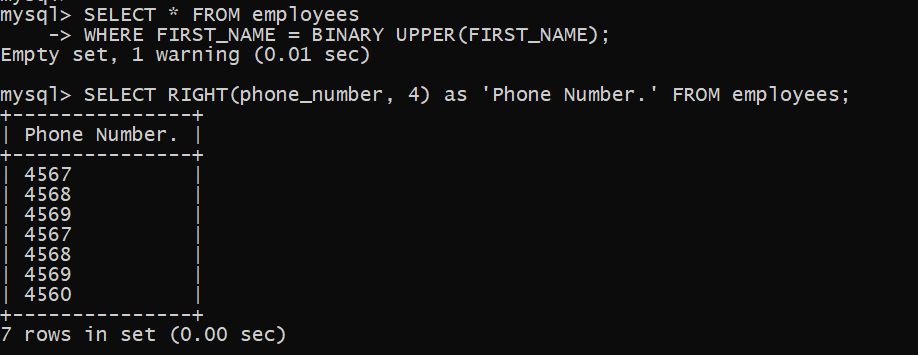 mysql> SELECT * FROM employees
    -> WHERE FIRST_NAME = BINARY UPPER(FIRST_NAME);
Empty set, 1 warning (0.01 sec)

mysql> SELECT RIGHT(phone_number, 4) as 'Phone Number.' FROM employees;
+---------------+
| Phone Number. |
+---------------+
| 4567          |
| 4568          |
| 4569          |
| 4567          |
| 4568          |
| 4569          |
| 4560          |
+---------------+
7 rows in set (0.00 sec)